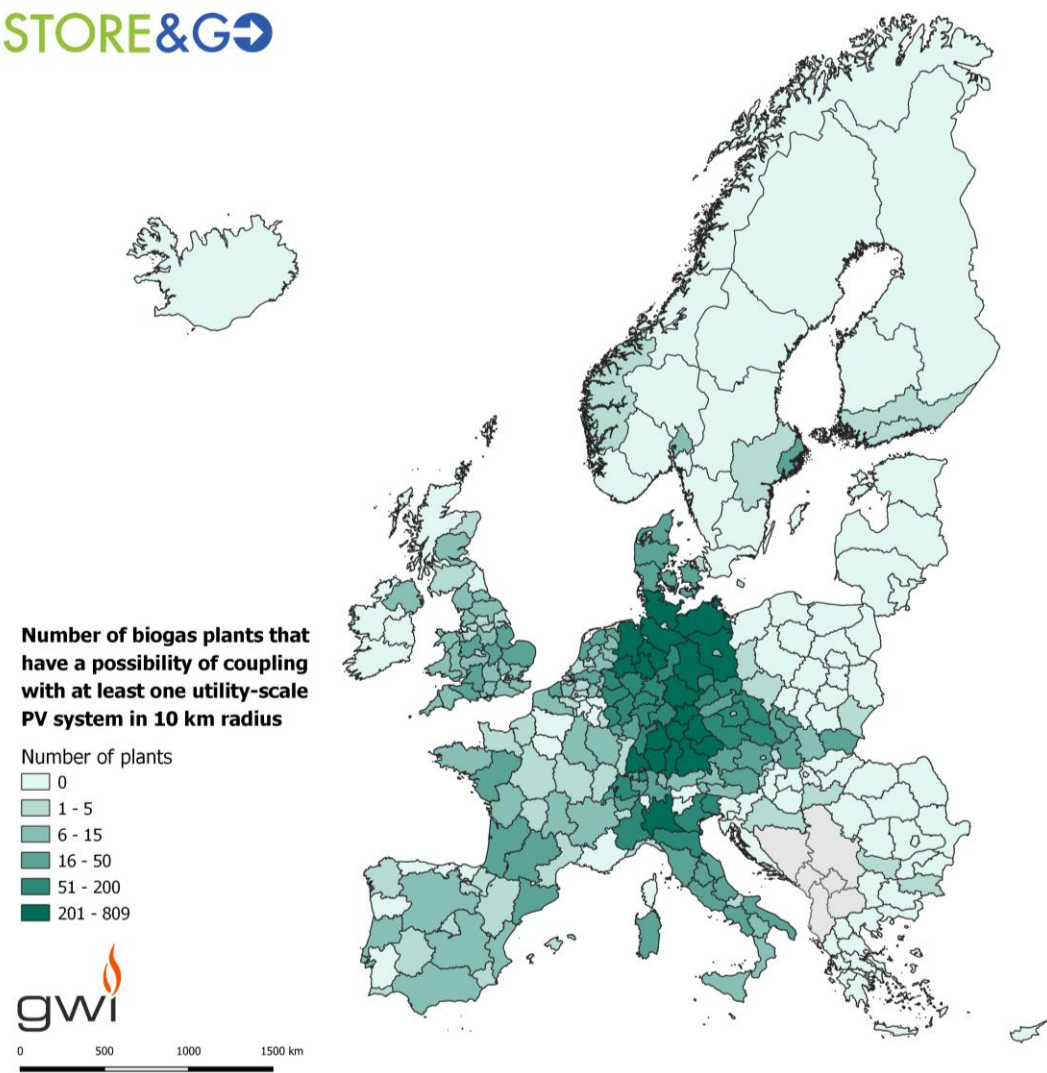 STORE&GO
Number of biogas plants that
have a possibility of coupling
with at least one utility-scale
PV system in 10 km radius
Number of plants
0
1 - 5
6 - 15
16 - 50
51 - 200
201 - 809
gwi
0 500 1000 1500 km